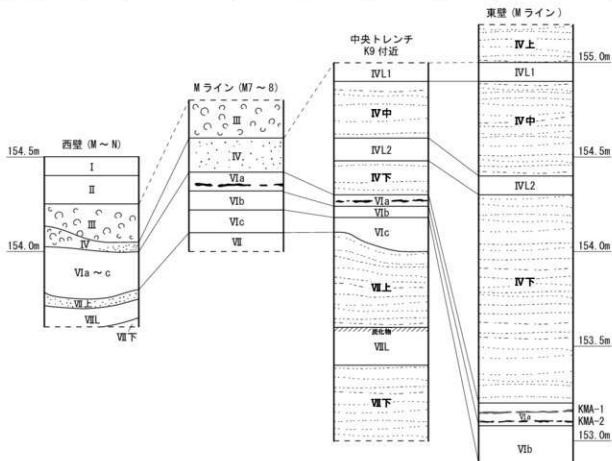 西壁 (M～N)
154.5m
154.0m
Ⅰ
Ⅱ
Ⅲ
Ⅳ
Ⅵa～c
Ⅶ上
ⅦL
Ⅶ下
Mライン (M7～8)
Ⅲ
Ⅳ
Ⅵa
Ⅵb
Ⅵc
Ⅶ
中央トレンチ
K9付近
ⅣL1
Ⅳ中
ⅣL2
Ⅳ下
Ⅵa
Ⅵb
Ⅵc
Ⅶ上
炭化物
ⅦL
Ⅶ下
東壁 (Mライン)
Ⅳ上
ⅣL1
Ⅳ中
ⅣL2
Ⅳ下
Ⅵa
Ⅵb
155.0m
154.5m
154.0m
153.5m
KMA-1
KMA-2
153.0m